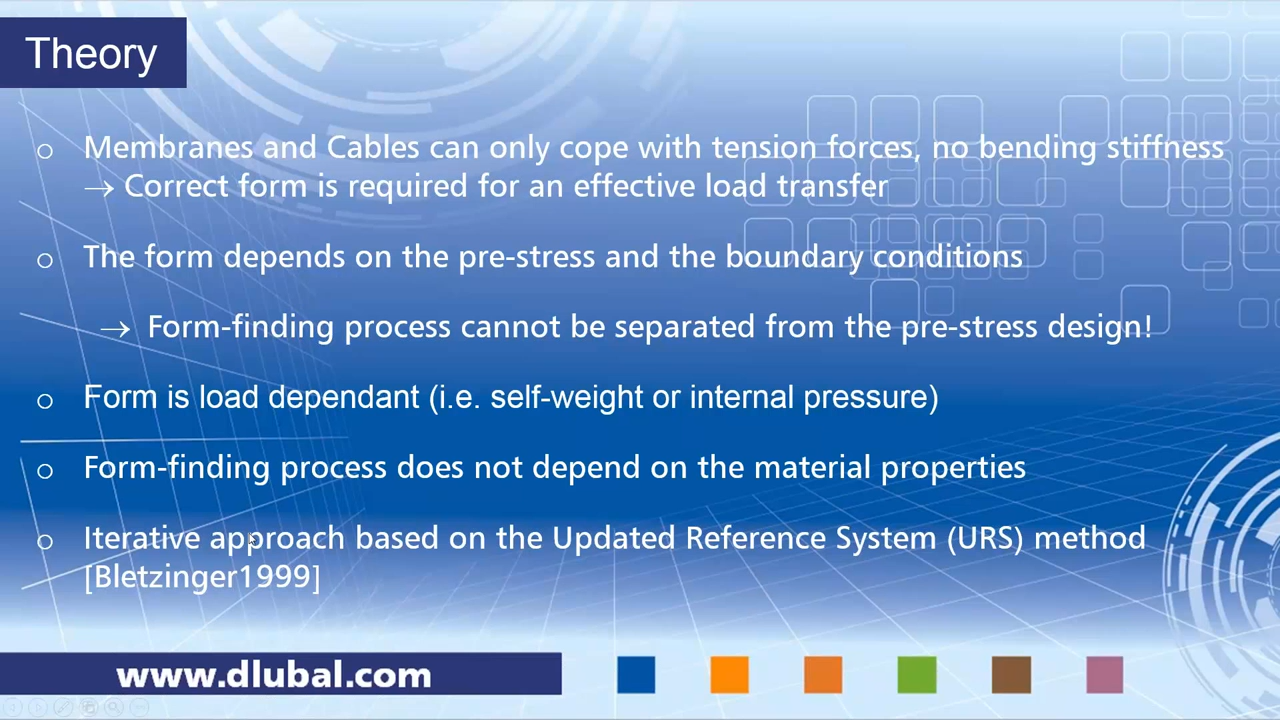 Theory
○ Membranes and Cables can only cope with tension forces, no bending stiffness
→ Correct form is required for an effective load transfer
○ The form depends on the pre-stress and the boundary conditions
→ Form-finding process cannot be separated from the pre-stress design!
○ Form is load dependant (i.e. self-weight or internal pressure)
○ Form-finding process does not depend on the material properties
○ Iterative approach based on the Updated Reference System (URS) method
[Bletzinger1999]
www.dlubal.com